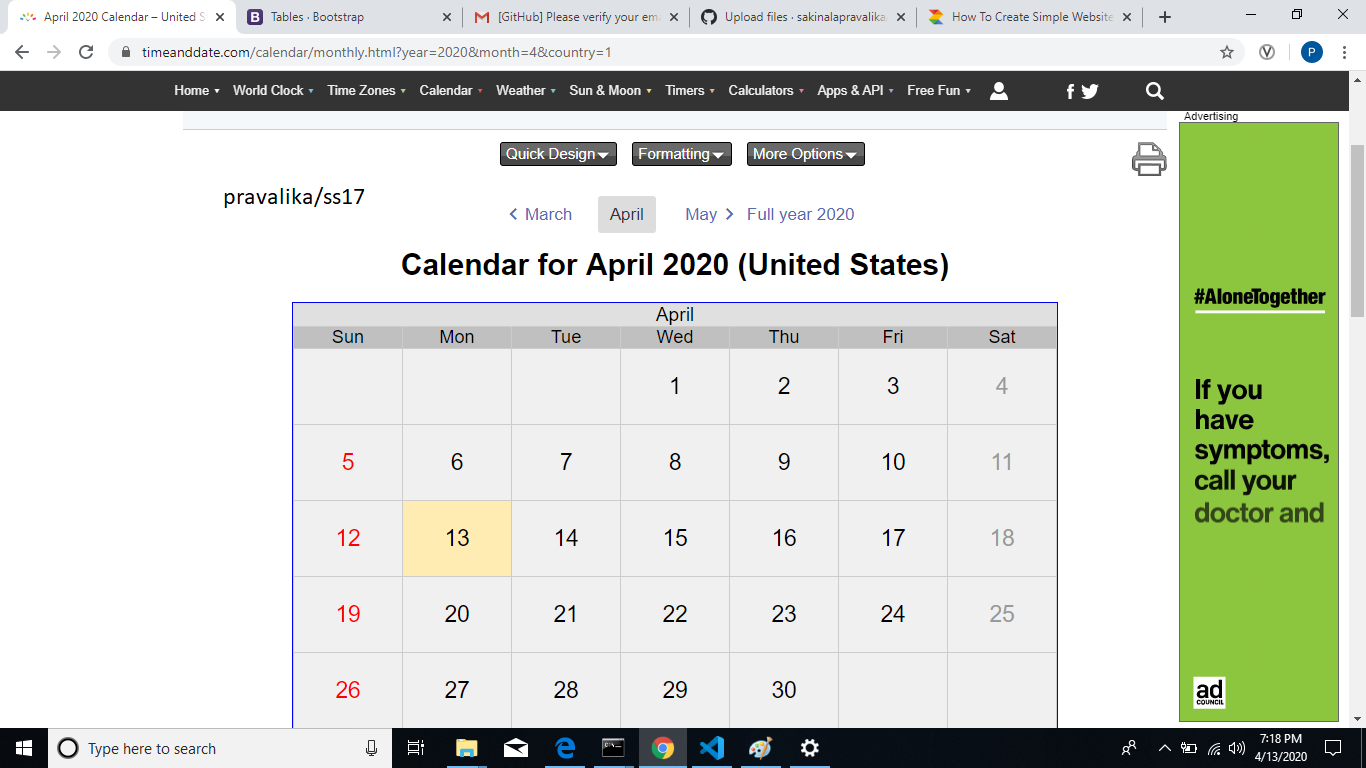 April 2020 Calendar – United S
Tables · Bootstrap
[GitHub] Please verify your ema
Upload files · sakinalapravalika
How To Create Simple Website
timeanddate.com/calendar/monthly.html?year=2020&month=4&country=1
P
Home World Clock Time Zones Calendar Weather Sun & Moon Timers Calculators Apps & API Free Fun
Advertising
Quick Design Formatting More Options
pravalika/ss17
March April May Full year 2020
Calendar for April 2020 (United States)
April
Sun Mon Tue Wed Thu Fri Sat
1 2 3 4
5 6 7 8 9 10 11
12 13 14 15 16 17 18
19 20 21 22 23 24 25
26 27 28 29 30
#AloneTogether
If you
have
symptoms,
call your
doctor and
ad
COUNCIL
Type here to search
7:18 PM
4/13/2020